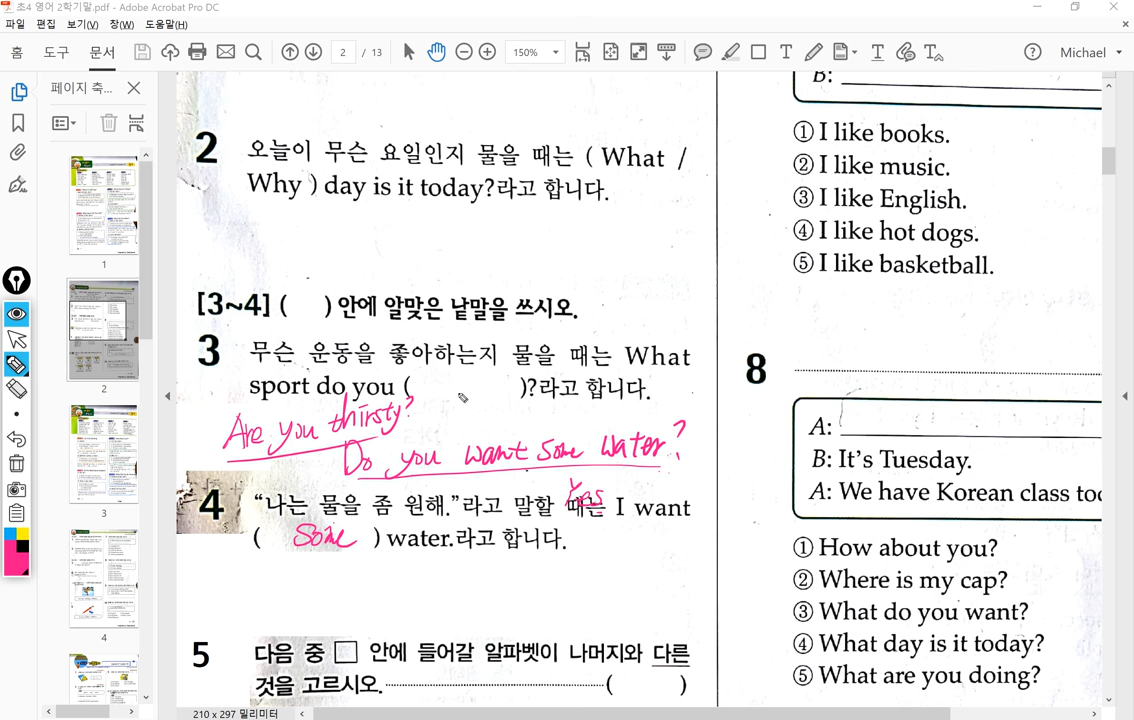 초4 영어 2학기말.pdf - Adobe Acrobat Pro DC
파일 편집 보기(V) 창(W) 도움말(H)
홈 도구 문서 2 / 13 150% Michael
페이지 축...
1
2
3
4
2 오늘이 무슨 요일인지 물을 때는 ( What /
Why ) day is it today?라고 합니다.
[3~4] ( ) 안에 알맞은 낱말을 쓰시오.
3 무슨 운동을 좋아하는지 물을 때는 What
sport do you ( )?라고 합니다.
Are you thirsty?
Do you want some water?
Yes
4 “나는 물을 좀 원해.”라고 말할 때는 I want
( Some ) water.라고 합니다.
5 다음 중 □ 안에 들어갈 알파벳이 나머지와 다른
것을 고르시오. ( )
B:
① I like books.
② I like music.
③ I like English.
④ I like hot dogs.
⑤ I like basketball.
8
A:
B: It's Tuesday.
A: We have Korean class too
① How about you?
② Where is my cap?
③ What do you want?
④ What day is it today?
⑤ What are you doing?
210 x 297 밀리미터